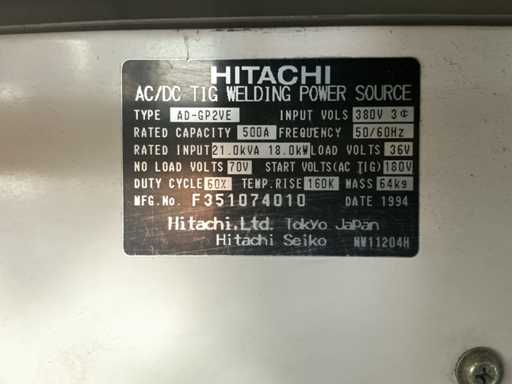 HITACHI
AC/DC TIG WELDING POWER SOURCE
TYPE AD-GP2VE INPUT VOLS 380V 3¢
RATED CAPACITY 500A FREQUENCY 50/60Hz
RATED INPUT 21.0kVA 18.0kW LOAD VOLTS 36V
NO LOAD VOLTS 70V START VOLTS(AC TIG) 180V
DUTY CYCLE 60% TEMP.RISE 160K MASS 64kg
MFG.No. F351074010 DATE 1994
Hitachi,Ltd. Tokyo Japan
Hitachi Seiko NW11204H